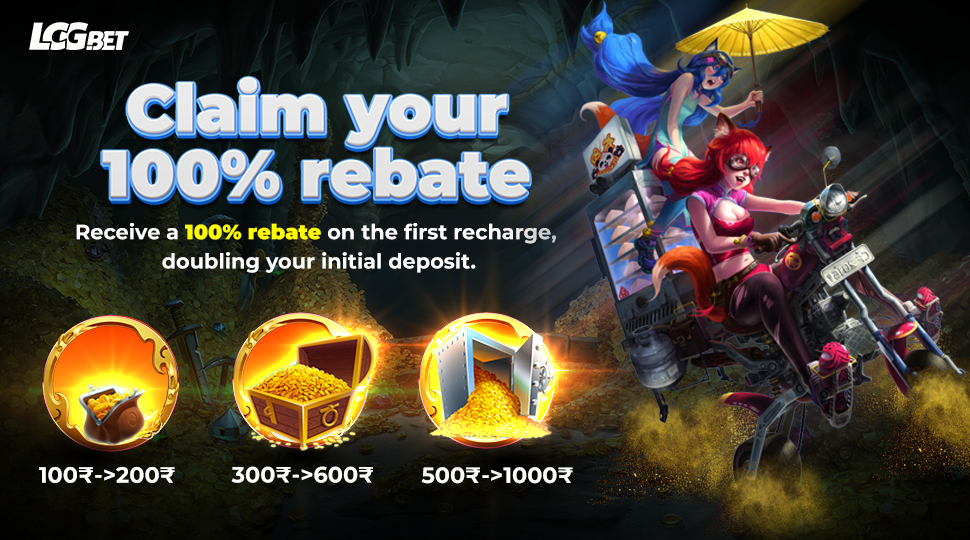 LCGBET
Claim your
100% rebate
Receive a 100% rebate on the first recharge,
doubling your initial deposit.
100₹->200₹
300₹->600₹
500₹->1000₹